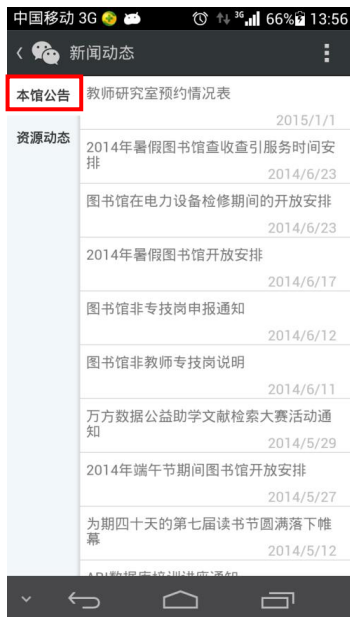 中国移动 3G 3G 66% 13:56
新闻动态
本馆公告
资源动态
教师研究室预约情况表
2015/1/1
2014年暑假图书馆查收查引服务时间安
排
2014/6/23
图书馆在电力设备检修期间的开放安排
2014/6/23
2014年暑假图书馆开放安排
2014/6/17
图书馆非专技岗申报通知
2014/6/12
图书馆非教师专技岗说明
2014/6/11
万方数据公益助学文献检索大赛活动通
知
2014/5/29
2014年端午节期间图书馆开放安排
2014/5/27
为期四十天的第七届读书节圆满落下帷
幕
2014/5/12